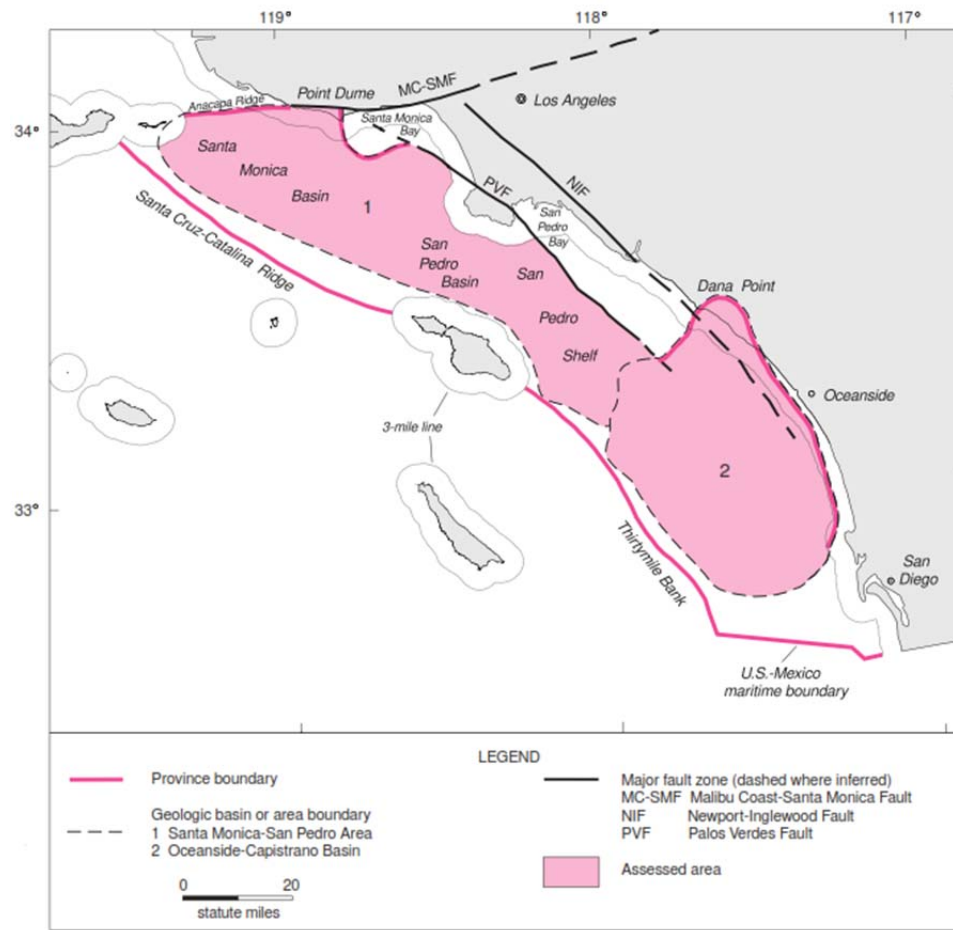 119°
118°
117°
34°
33°
Anacapa Ridge
Point Dume
MC-SMF
Los Angeles
Santa Monica
Bay
Santa
Monica
Basin
1
PVF
NIF
San
Pedro
Bay
Santa Cruz-Catalina Ridge
San
Pedro
Basin
San
Pedro
Shelf
Dana Point
Oceanside
3-mile line
2
Thirtymile Bank
San
Diego
U.S.-Mexico
maritime boundary
LEGEND
Province boundary
Geologic basin or area boundary
1 Santa Monica-San Pedro Area
2 Oceanside-Capistrano Basin
0 20
statute miles
Major fault zone (dashed where inferred)
MC-SMF Malibu Coast-Santa Monica Fault
NIF Newport-Inglewood Fault
PVF Palos Verdes Fault
Assessed area